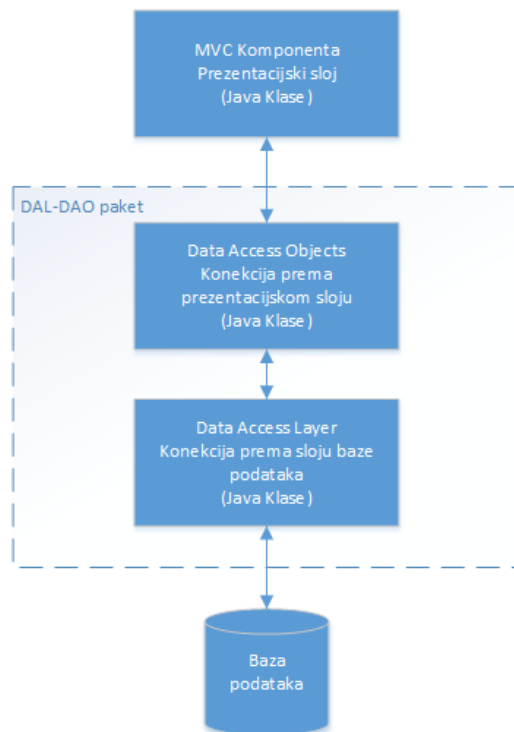 MVC Komponenta
Prezentacijski sloj
(Java Klase)
DAL-DAO paket
Data Access Objects
Konekcija prema
prezentacijskom sloju
(Java Klase)
Data Access Layer
Konekcija prema sloju baze
podataka
(Java Klase)
Baza
podataka